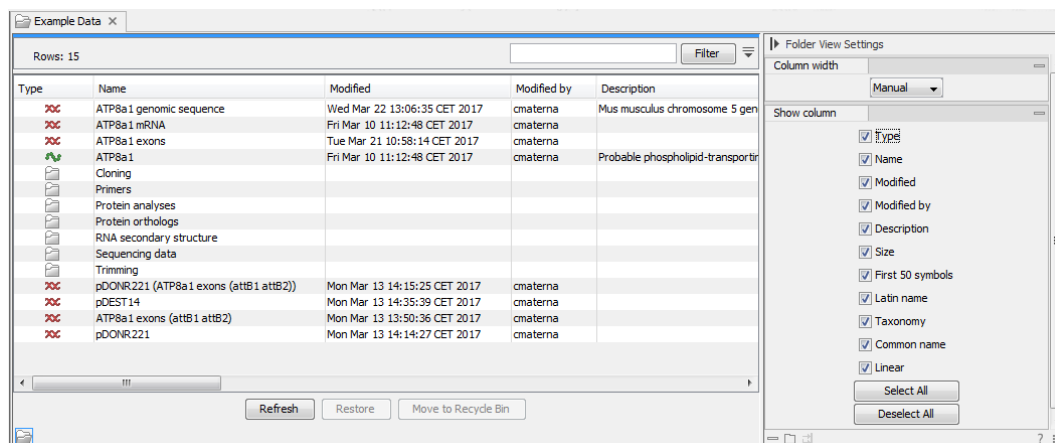 Example Data
Rows: 15
Filter
Type Name Modified Modified by Description
ATP8a1 genomic sequence Wed Mar 22 13:06:35 CET 2017 cmaterna Mus musculus chromosome 5 gen
ATP8a1 mRNA Fri Mar 10 11:12:48 CET 2017 cmaterna
ATP8a1 exons Tue Mar 21 10:58:14 CET 2017 cmaterna
ATP8a1 Fri Mar 10 11:12:48 CET 2017 cmaterna Probable phospholipid-transportin
Cloning
Primers
Protein analyses
Protein orthologs
RNA secondary structure
Sequencing data
Trimming
pDONR221 (ATP8a1 exons (attB1 attB2)) Mon Mar 13 14:15:25 CET 2017 cmaterna
pDEST14 Mon Mar 13 14:35:39 CET 2017 cmaterna
ATP8a1 exons (attB1 attB2) Mon Mar 13 13:50:36 CET 2017 cmaterna
pDONR221 Mon Mar 13 14:14:27 CET 2017 cmaterna
Refresh Restore Move to Recycle Bin
Folder View Settings
Column width
Manual
Show column
Type
Name
Modified
Modified by
Description
Size
First 50 symbols
Latin name
Taxonomy
Common name
Linear
Select All
Deselect All
?